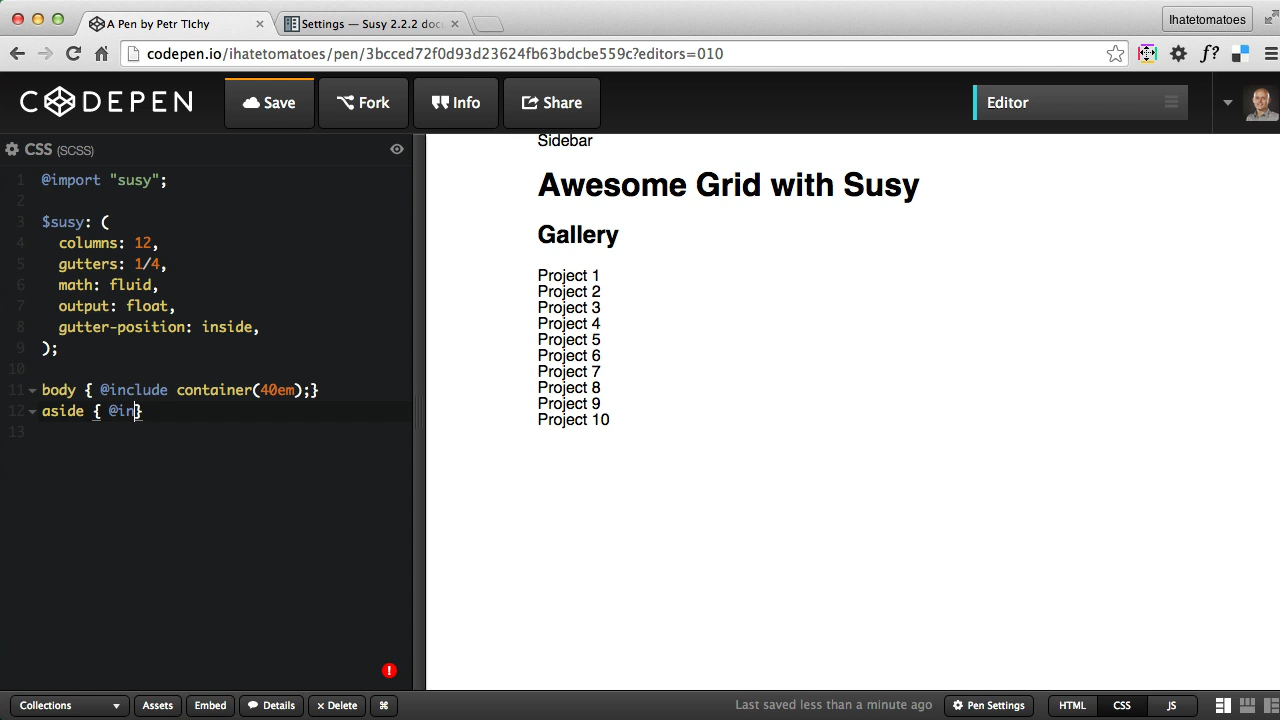 A Pen by Petr TIchy
Settings — Susy 2.2.2 doc
Ihatetomatoes
codepen.io/ihatetomatoes/pen/3bcced72f0d93d23624fb63bdcbe559c?editors=010
f?
CODEPEN
Save
Fork
Info
Share
Editor
CSS (SCSS)
1 @import "susy";
2
3 $susy: (
4 columns: 12,
5 gutters: 1/4,
6 math: fluid,
7 output: float,
8 gutter-position: inside,
9 );
10
11 body { @include container(40em);}
12 aside { @in}
13
Sidebar
Awesome Grid with Susy
Gallery
Project 1
Project 2
Project 3
Project 4
Project 5
Project 6
Project 7
Project 8
Project 9
Project 10
Collections
Assets
Embed
Details
× Delete
⌘
Last saved less than a minute ago
Pen Settings
HTML
CSS
JS